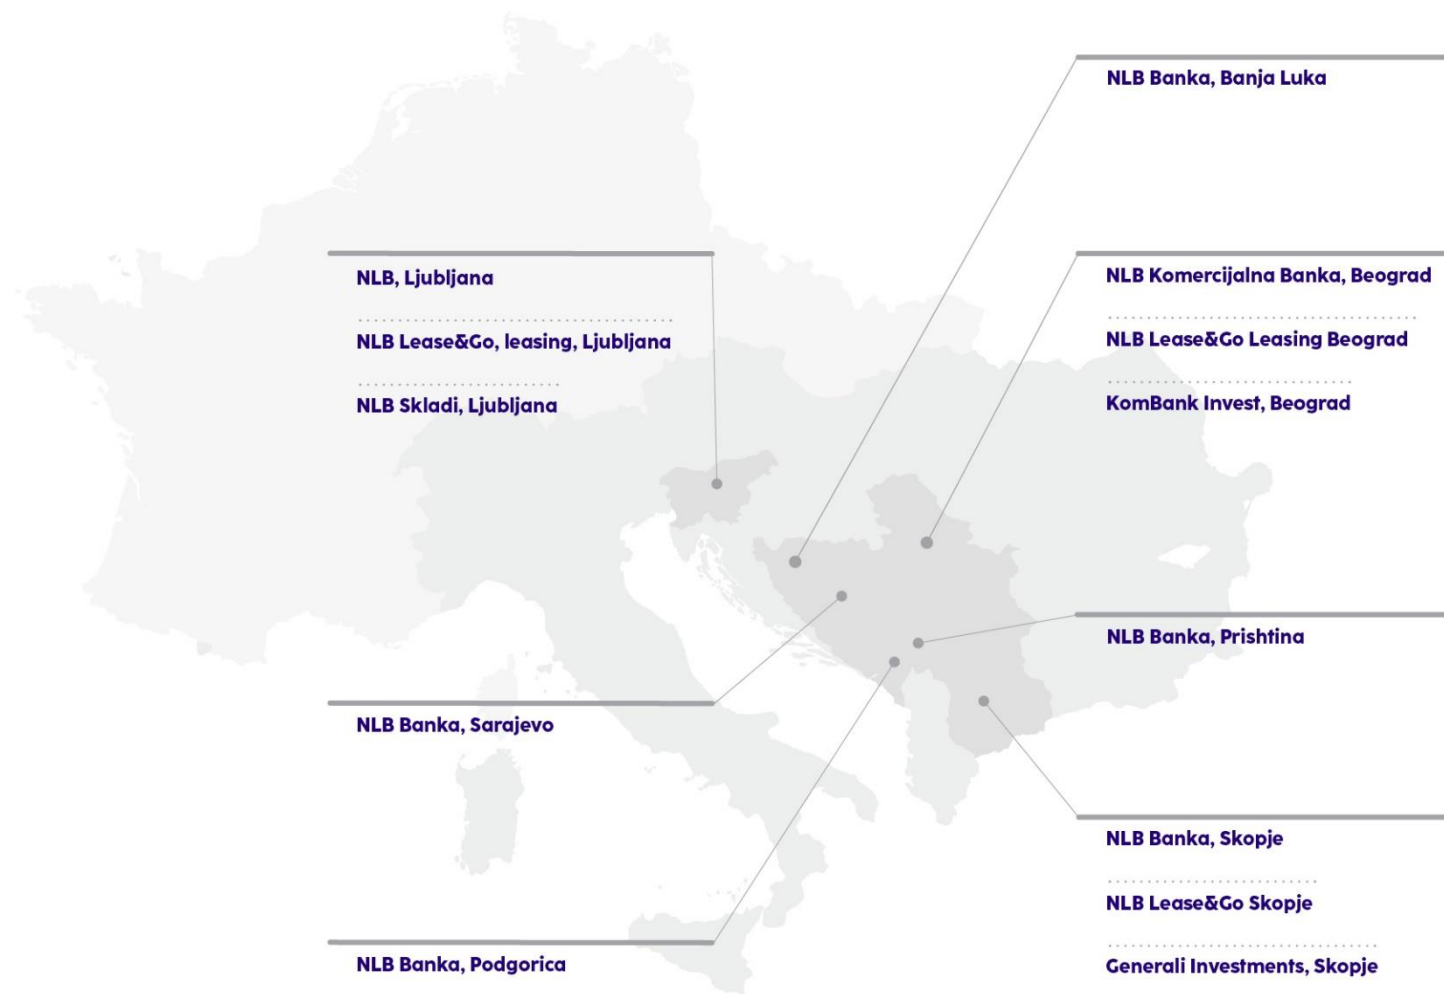 NLB Banka, Banja Luka
NLB, Ljubljana
NLB Lease&Go, leasing, Ljubljana
NLB Skladi, Ljubljana
NLB Komercijalna Banka, Beograd
NLB Lease&Go Leasing Beograd
KomBank Invest, Beograd
NLB Banka, Prishtina
NLB Banka, Sarajevo
NLB Banka, Skopje
NLB Lease&Go Skopje
Generali Investments, Skopje
NLB Banka, Podgorica